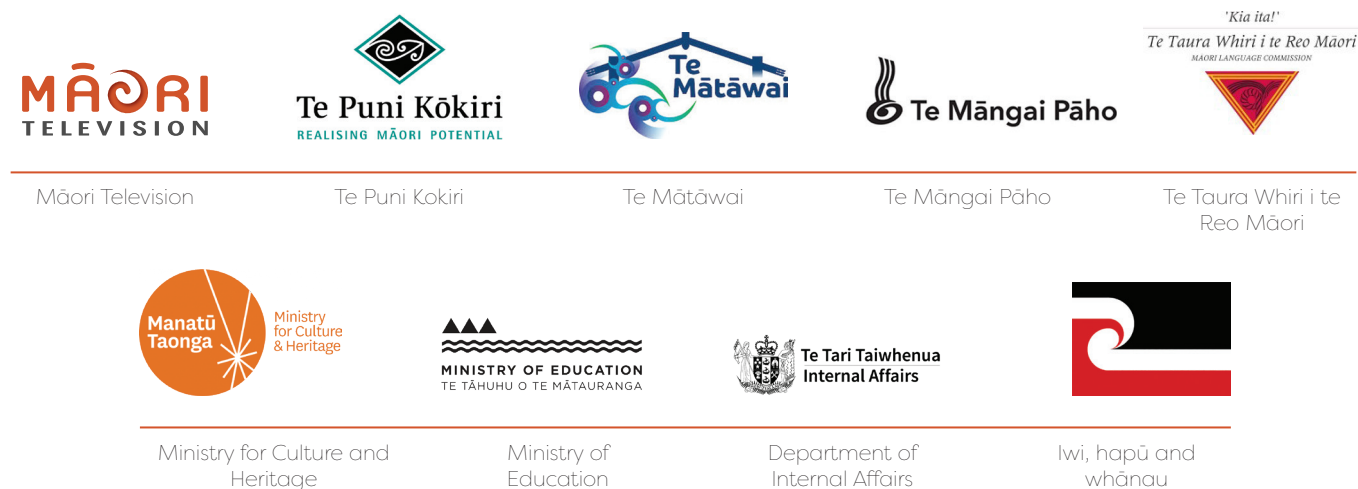 MĀORI
TELEVISION
Te Puni Kōkiri
REALISING MĀORI POTENTIAL
Te
Mātāwai
Te Māngai Pāho
'Kia ita!'
Te Taura Whiri i te Reo Māori
MAORI LANGUAGE COMMISSION
Māori Television
Te Puni Kokiri
Te Mātāwai
Te Māngai Pāho
Te Taura Whiri i te
Reo Māori
Manatū
Taonga
Ministry
for Culture
& Heritage
MINISTRY OF EDUCATION
TE TĀHUHU O TE MĀTAURANGA
Te Tari Taiwhenua
Internal Affairs
Ministry for Culture and
Heritage
Ministry of
Education
Department of
Internal Affairs
Iwi, hapū and
whānau